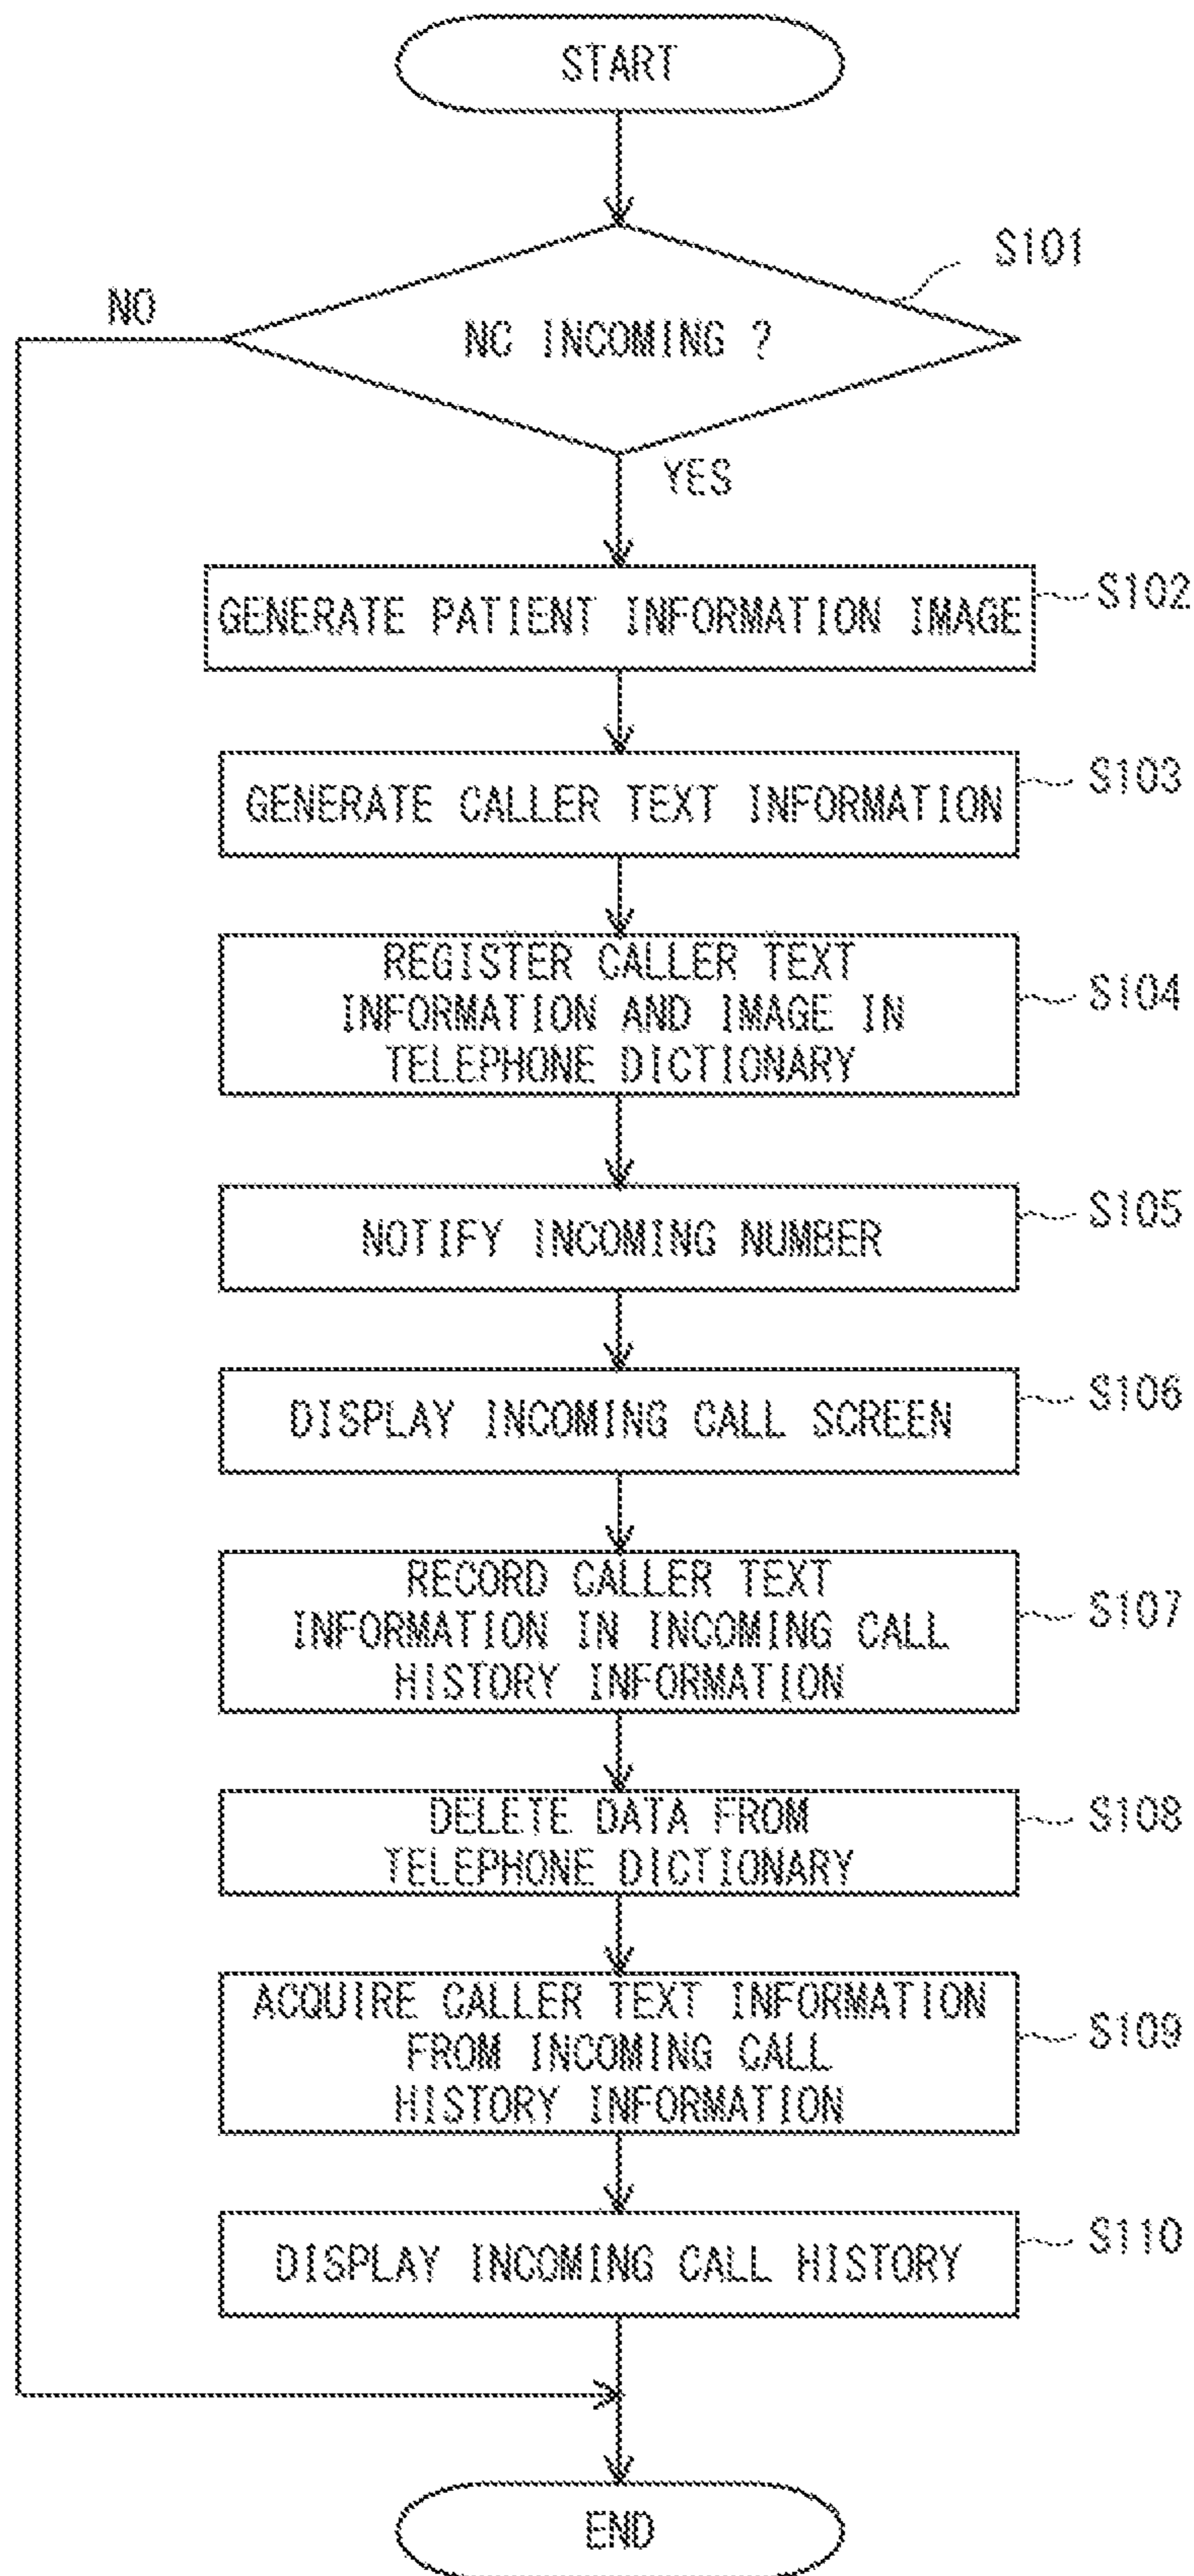 START
S101
NO
NC INCOMING ?
YES
GENERATE PATIENT INFORMATION IMAGE
S102
GENERATE CALLER TEXT INFORMATION
S103
REGISTER CALLER TEXT
INFORMATION AND IMAGE IN
TELEPHONE DICTIONARY
S104
NOTIFY INCOMING NUMBER
S105
DISPLAY INCOMING CALL SCREEN
S106
RECORD CALLER TEXT
INFORMATION IN INCOMING CALL
HISTORY INFORMATION
S107
DELETE DATA FROM
TELEPHONE DICTIONARY
S108
ACQUIRE CALLER TEXT INFORMATION
FROM INCOMING CALL
HISTORY INFORMATION
S109
DISPLAY INCOMING CALL HISTORY
S110
END